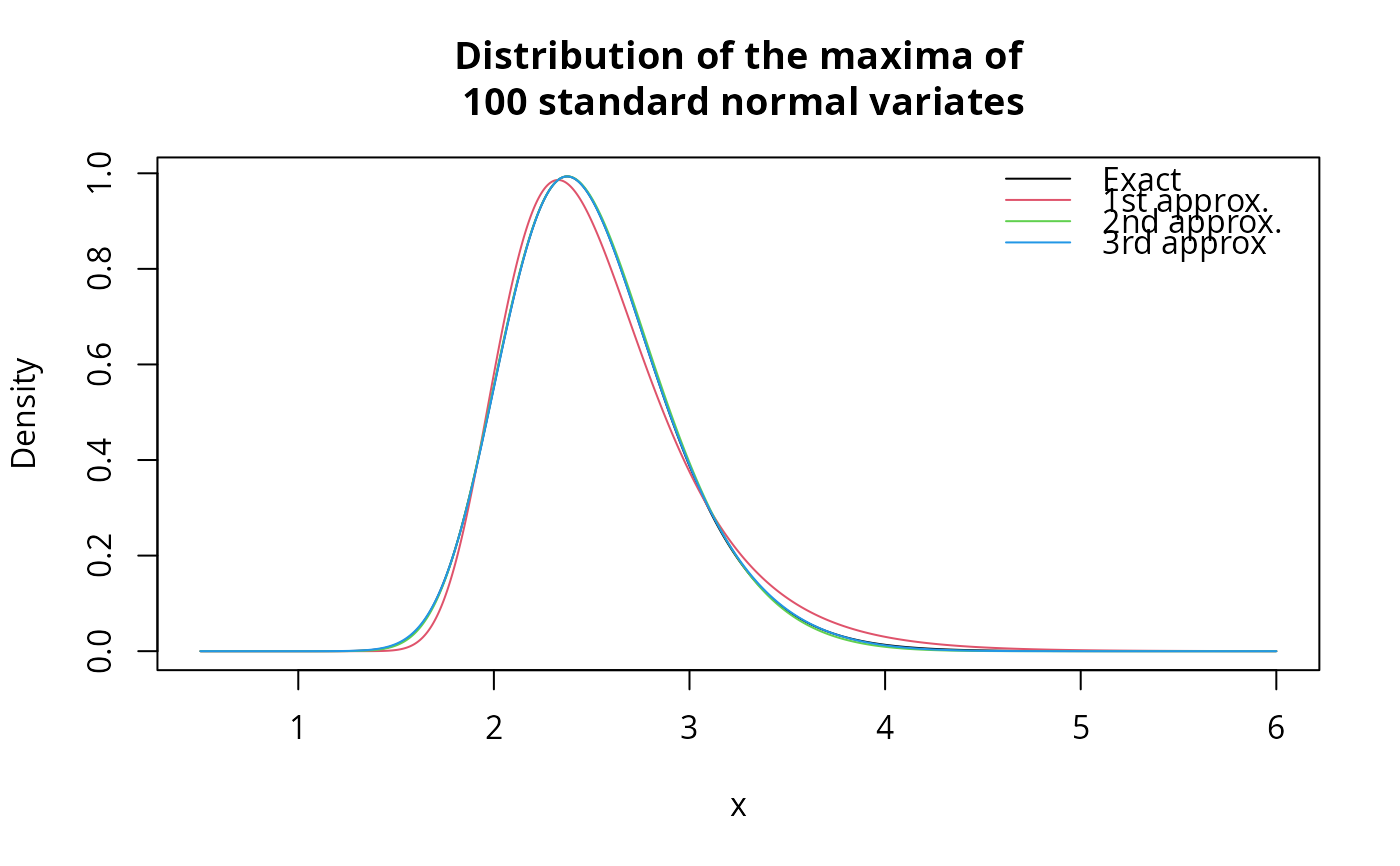 Distribution of the maxima of
100 standard normal variates
Exact
1st approx.
2nd approx.
3rd approx
Density
1.0
0.8
0.6
0.4
0.2
0.0
1 2 3 4 5 6
x